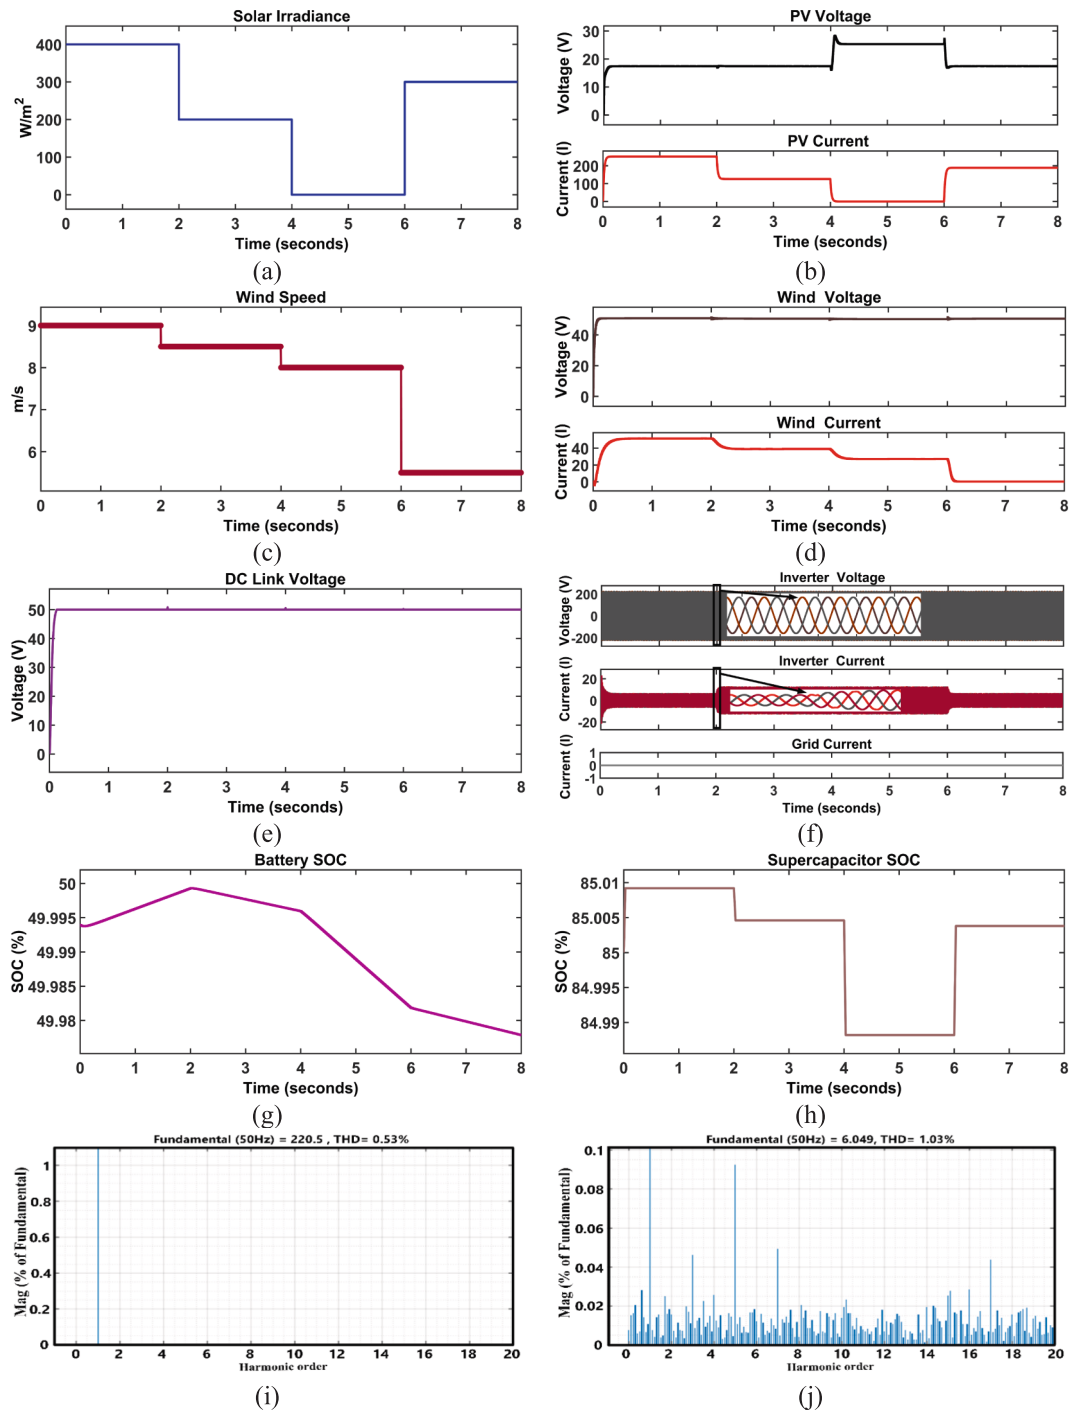 Solar Irradiance
400
300
200
100
0
W/m2
0 1 2 3 4 5 6 7 8
Time (seconds)
(a)
PV Voltage
30
20
10
0
Voltage (V)
PV Current
200
100
0
Current (I)
0 1 2 3 4 5 6 7 8
Time (seconds)
(b)
Wind Speed
9
8
7
6
m/s
0 1 2 3 4 5 6 7 8
Time (seconds)
(c)
Wind Voltage
40
20
0
Voltage (V)
Wind Current
40
20
0
Current (I)
0 1 2 3 4 5 6 7 8
Time (seconds)
(d)
DC Link Voltage
50
40
30
20
10
0
Voltage (V)
0 1 2 3 4 5 6 7 8
Time (seconds)
(e)
Inverter Voltage
200
0
-200
Voltage (V)
Inverter Current
20
0
-20
Current (I)
Grid Current
1
0
-1
Current (I)
0 1 2 3 4 5 6 7 8
Time (seconds)
(f)
Battery SOC
50
49.995
49.99
49.985
49.98
SOC (%)
0 1 2 3 4 5 6 7 8
Time (seconds)
(g)
Supercapacitor SOC
85.01
85.005
85
84.995
84.99
SOC (%)
0 1 2 3 4 5 6 7 8
Time (seconds)
(h)
Fundamental (50Hz) = 220.5 , THD= 0.53%
1
0.8
0.6
0.4
0.2
0
Mag (% of Fundamental)
0 2 4 6 8 10 12 14 16 18 20
Harmonic order
(i)
Fundamental (50Hz) = 6.049, THD= 1.03%
0.1
0.08
0.06
0.04
0.02
0
Mag (% of Fundamental)
0 2 4 6 8 10 12 14 16 18 20
Harmonic order
(j)